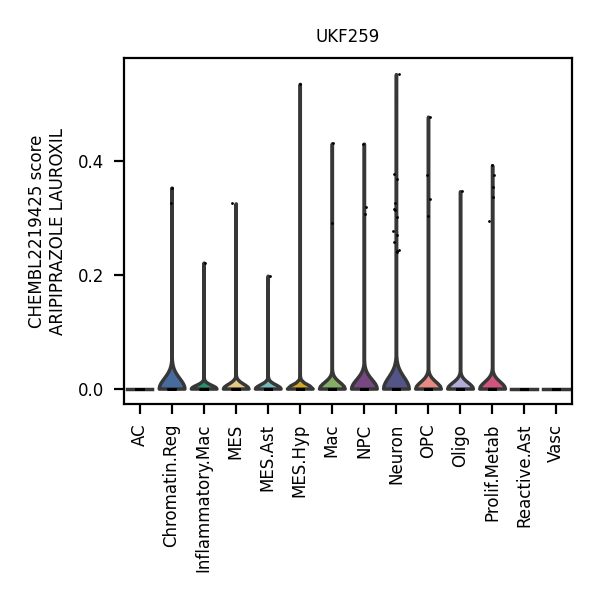 UKF259
CHEMBL2219425 score
ARIPIPRAZOLE LAUROXIL
0.4
0.2
0.0
AC
Chromatin.Reg
Inflammatory.Mac
MES
MES.Ast
MES.Hyp
Mac
NPC
Neuron
OPC
Oligo
Prolif.Metab
Reactive.Ast
Vasc